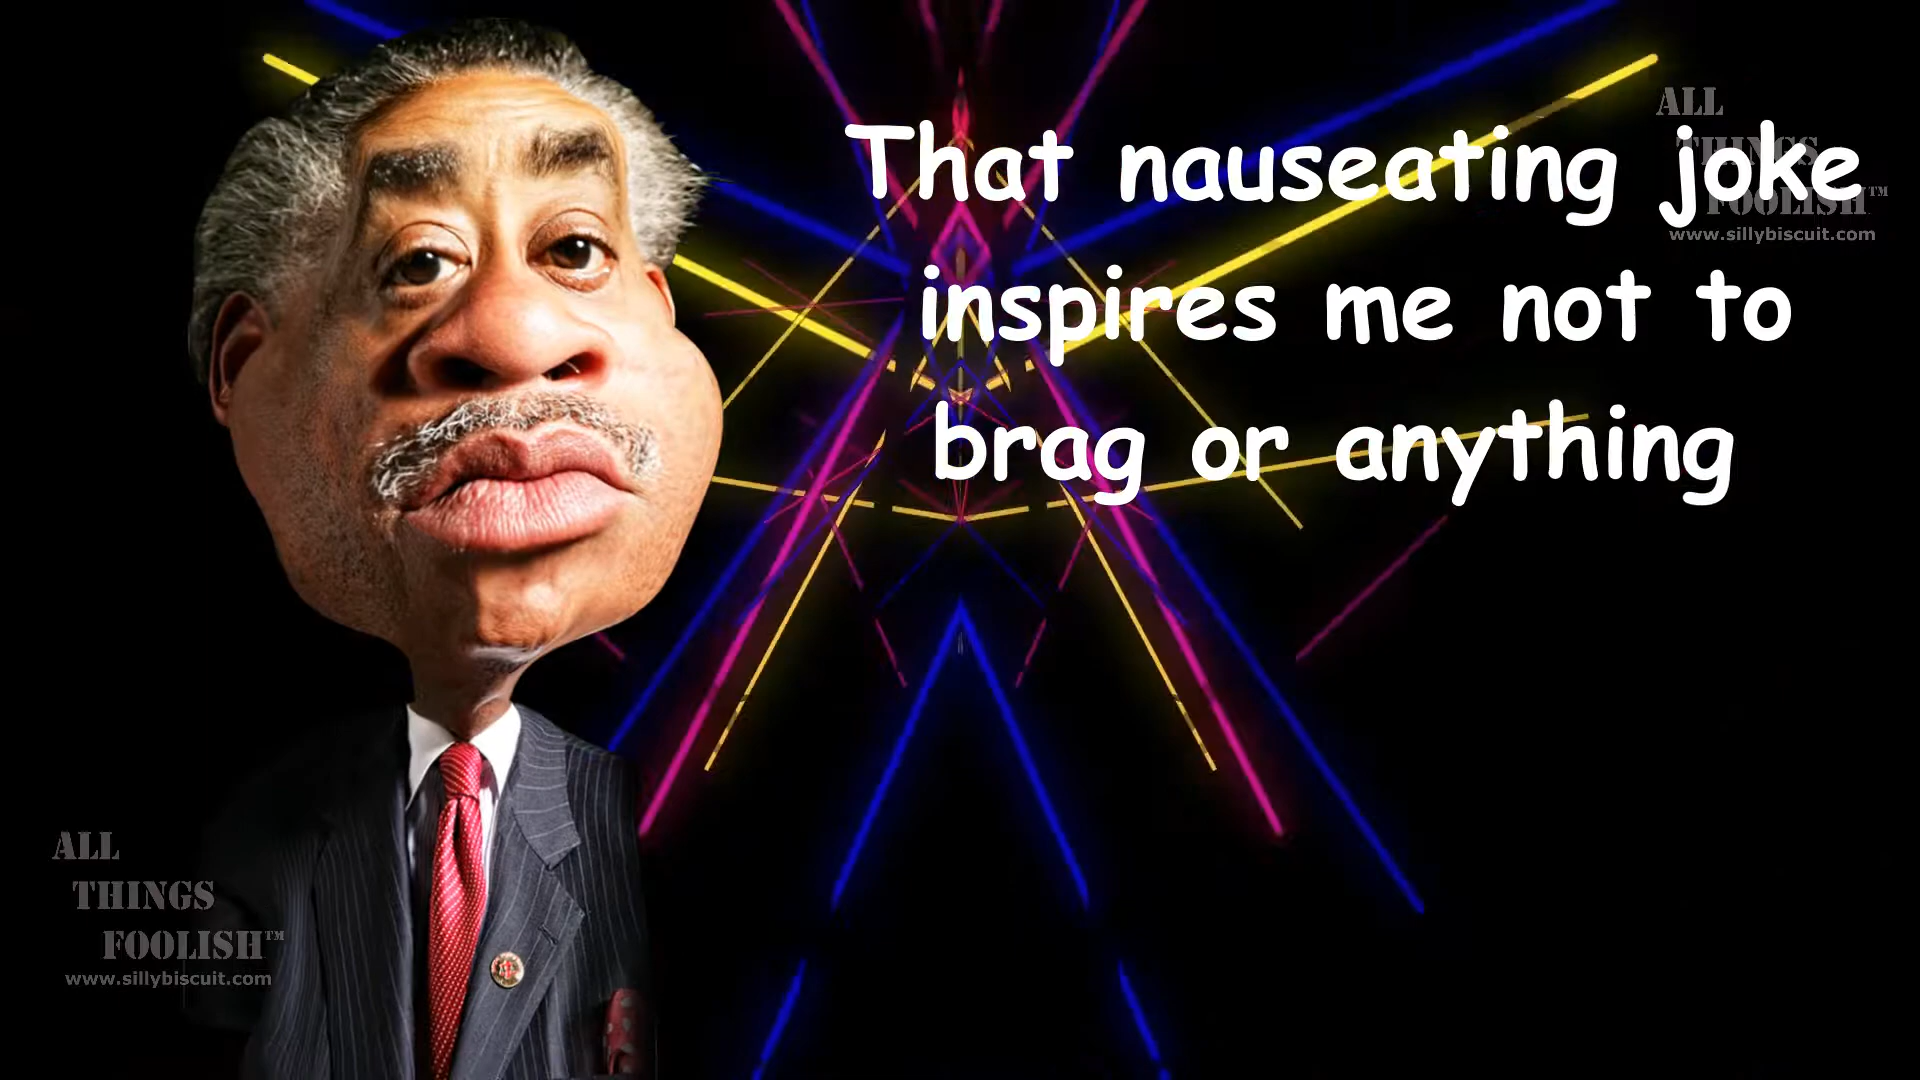 That nauseating joke
inspires me not to
brag or anything
ALL
THINGS
FOOLISH™
www.sillybiscuit.com
ALL
THINGS
FOOLISH™
www.sillybiscuit.com